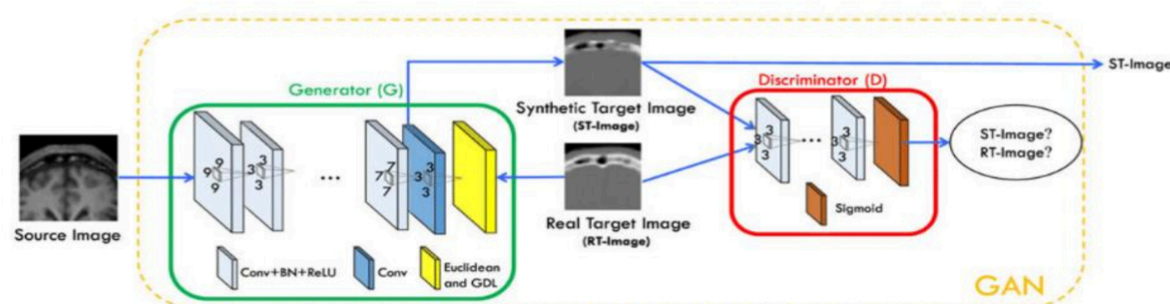 Source Image
Generator (G)
9
9
9
3
3
3
...
7
7
7
3
3
3
Conv+BN+ReLU
Conv
Euclidean
and GDL
Synthetic Target Image
(ST-Image)
Real Target Image
(RT-Image)
Discriminator (D)
3
3
3
...
3
3
3
Sigmoid
ST-Image
ST-Image?
RT-Image?
GAN